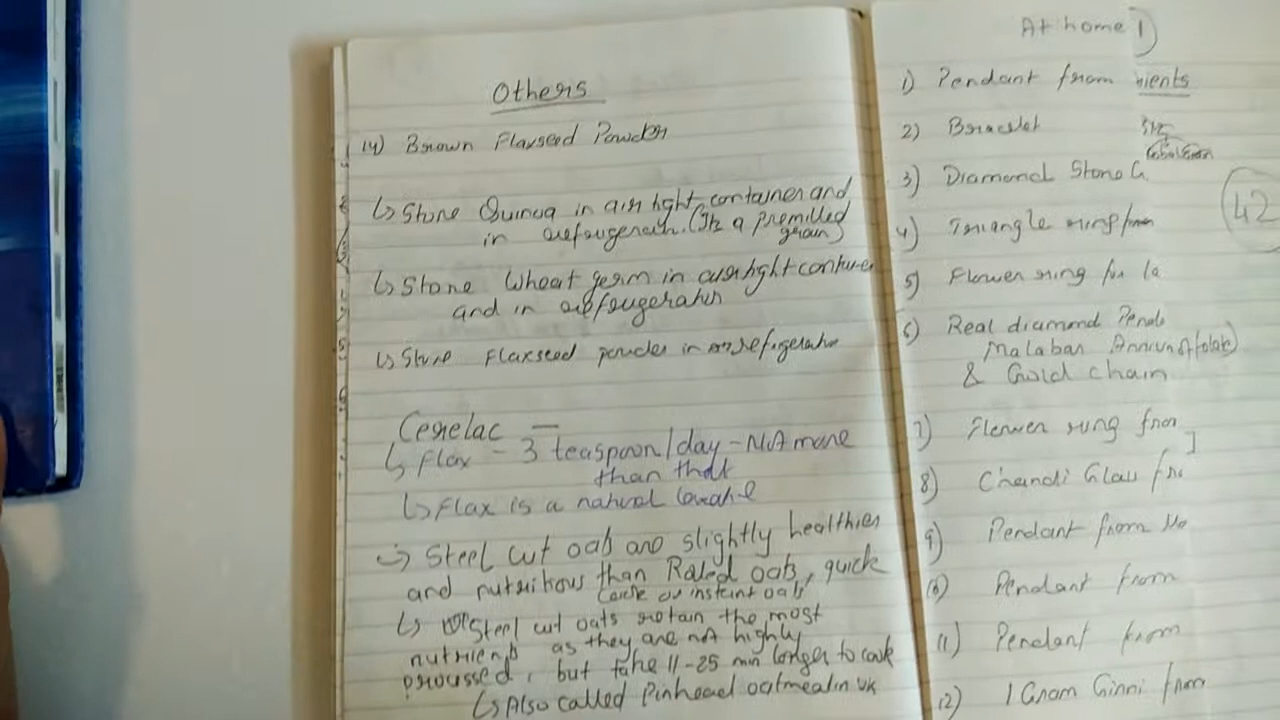 Others
14) Brown Flaxseed Powder
↳ Store Quinua in air tight container and
in refrigerator. (Its a premilled
grain)
↳ Store Wheat germ in air tight container
and in refrigerator
↳ Store Flaxseed powder in refrigerator
Cerelac —
↳ Flax - 3 teaspoon/day - Not more
than that
↳ Flax is a natural laxative
↳ Steel cut oats are slightly healthier
and nutritious than Rolled oats, quick
cook or instant oats
↳ Steel cut oats retain the most
nutrients as they are not highly
processed, but take 11-25 min longer to cook
↳ Also called Pinhead oatmeal in UK
At home 1)
1) Pendant from
ients
2) Bracelet
3) Diamond Stone
42
4) Triangle ring from
5) Flower ring for
6) Real diamond
Malabar
& Gold chain
7) Flower ring from
8) Chandi Glass
9) Pendant from
10) Pendant from
11) Pendant from
12) 1 Gram Ginni from